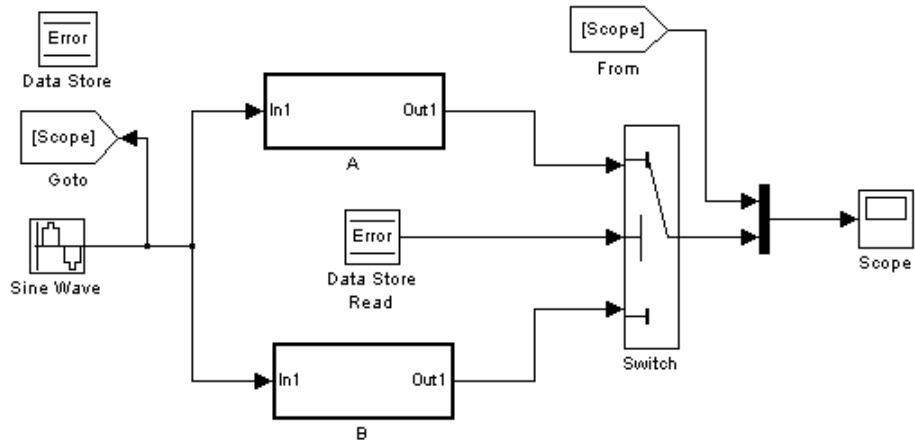 Error
Data Store
[Scope]
From
In1
Out1
A
[Scope]
Goto
Error
Data Store
Read
Sine Wave
Scope
In1
Out1
B
Switch